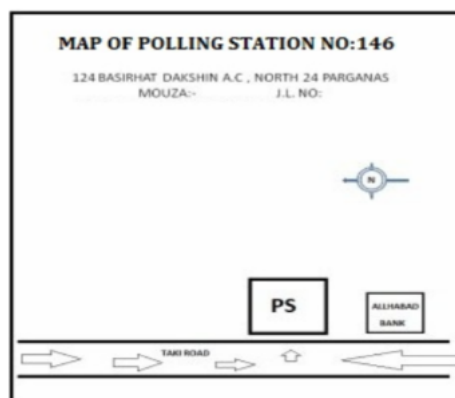 MAP OF POLLING STATION NO:146
124 BASIRHAT DAKSHIN A.C , NORTH 24 PARGANAS
MOUZA:- J.L. NO:
N
PS
ALLHABAD
BANK
TAKI ROAD